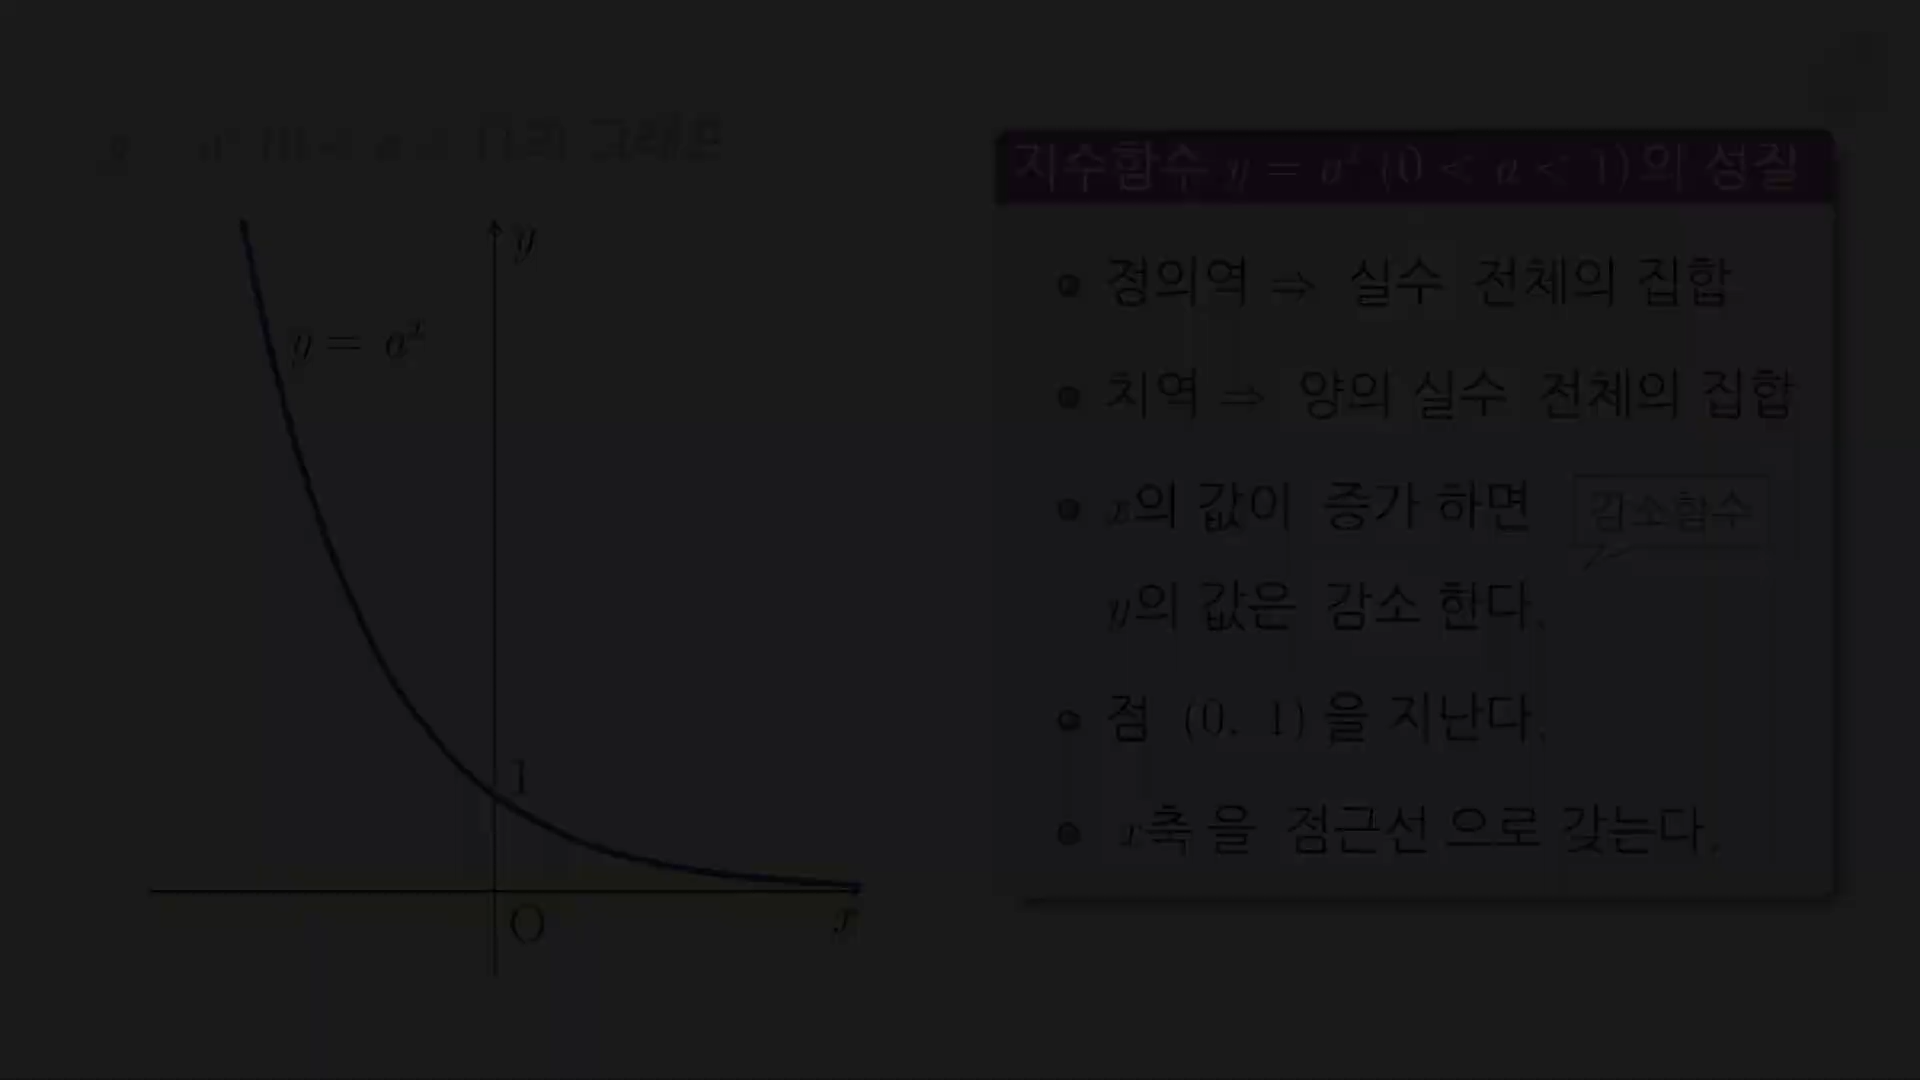 y = a^x (0 < a < 1)의 그래프
y
y = a^x
1
O
x
지수함수 y = a^x (0 < a < 1)의 성질
• 정의역 ⇒ 실수 전체의 집합
• 치역 ⇒ 양의 실수 전체의 집합
• x의 값이 증가 하면
감소함수
y의 값은 감소 한다.
• 점 (0, 1) 을 지난다.
• x축 을 점근선 으로 갖는다.